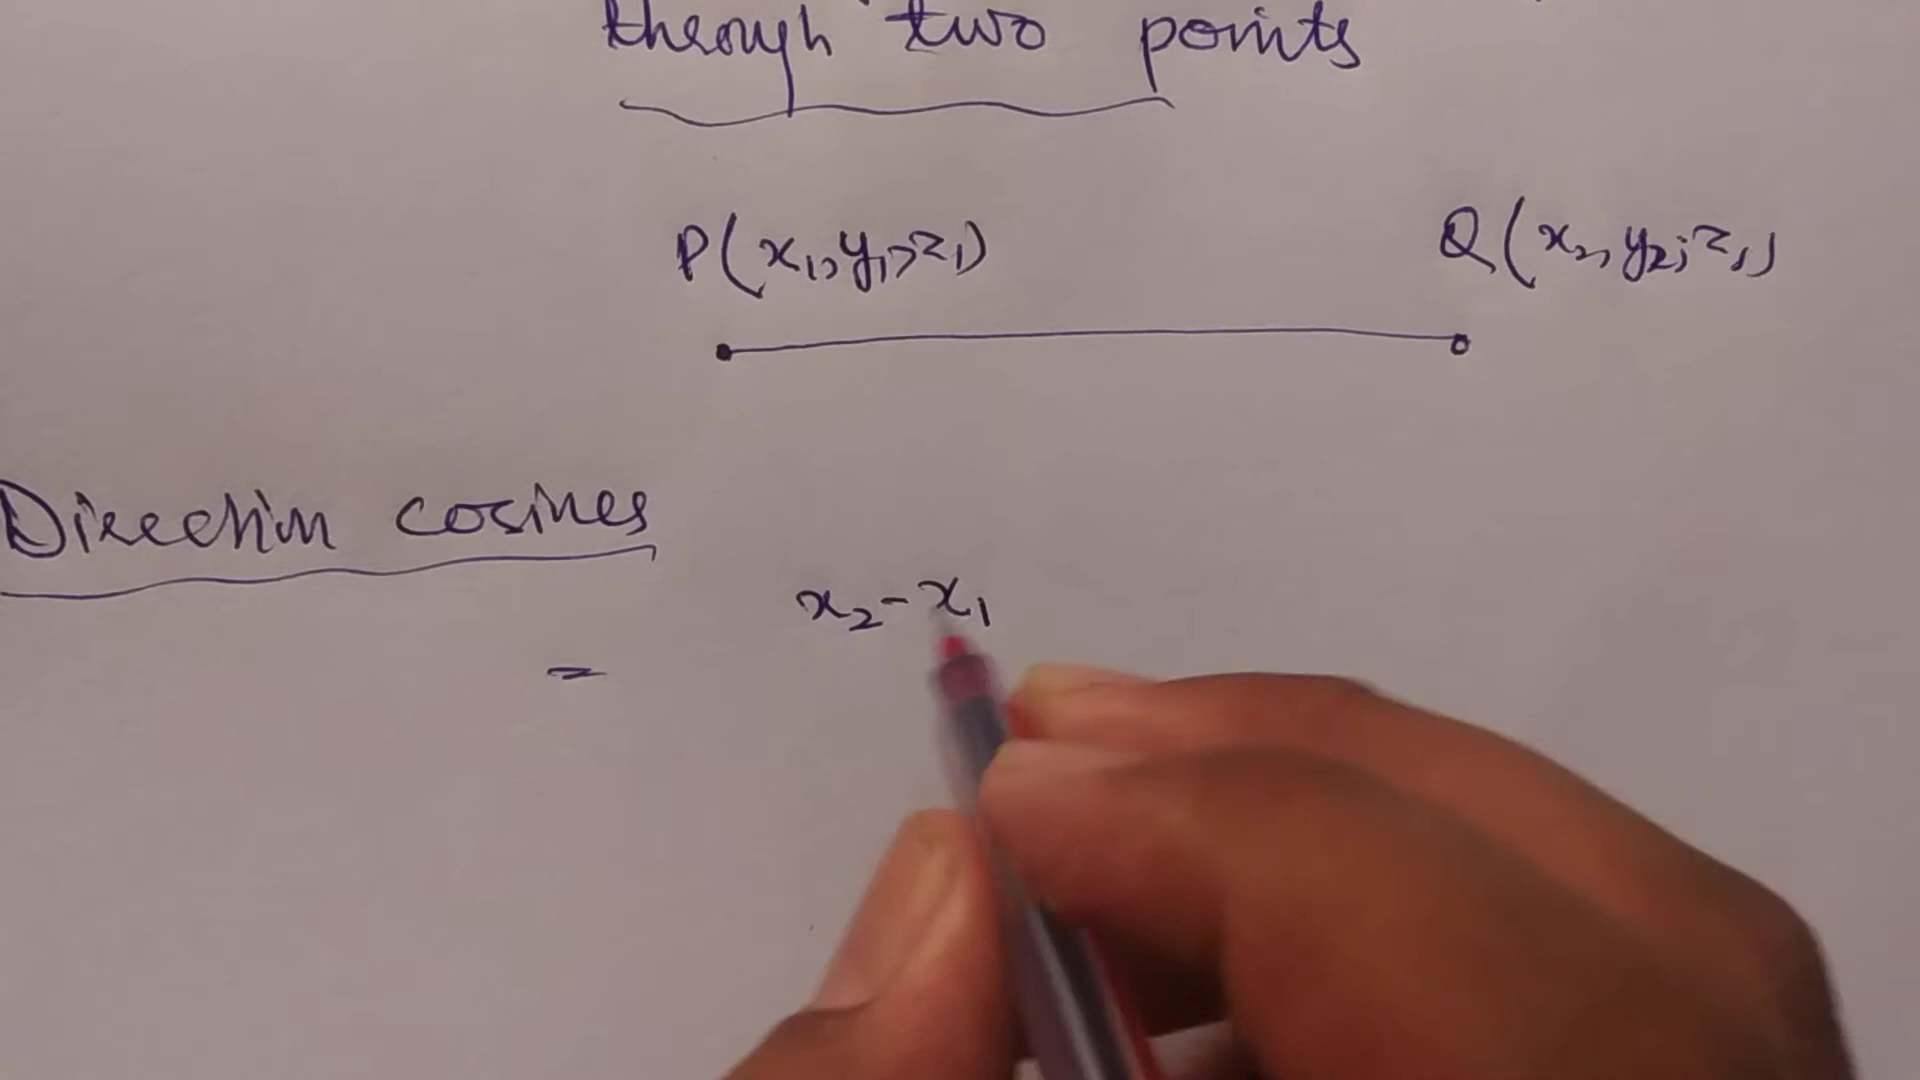 through two points
P(x₁, y₁, z₁) Q(x₂, y₂, z₂)
Direction cosines
x₂-x₁
=